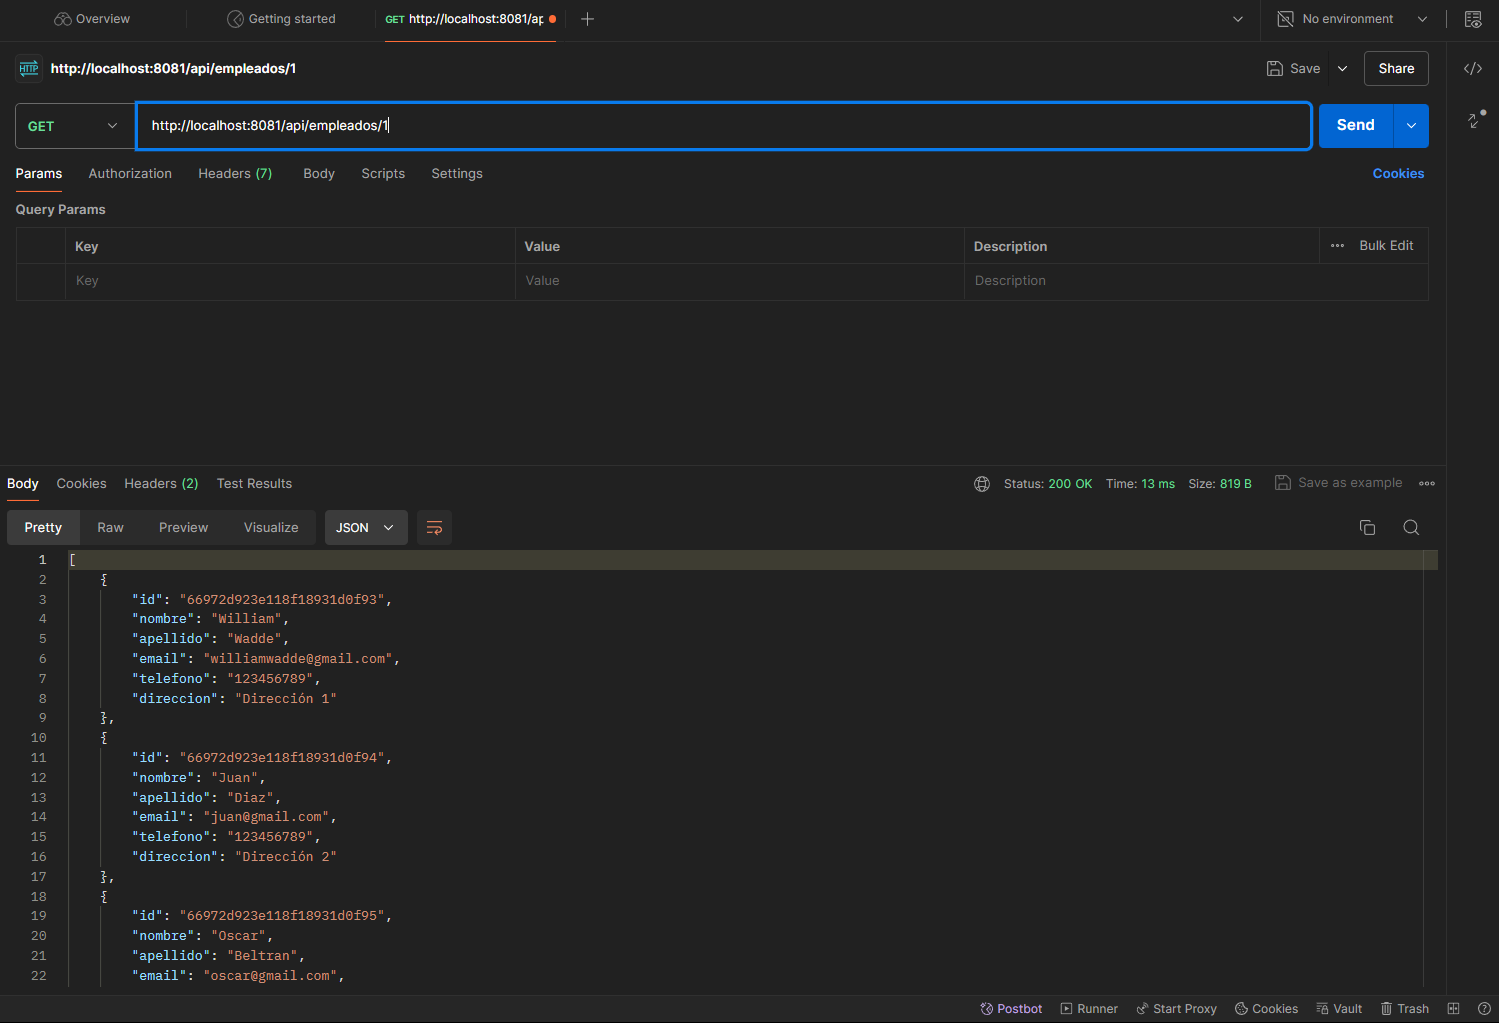 Overview
Getting started
GET http://localhost:8081/ap
No environment
HTTP http://localhost:8081/api/empleados/1
Save
Share
GET
http://localhost:8081/api/empleados/1
Send
Params
Authorization
Headers (7)
Body
Scripts
Settings
Cookies
Query Params
Key
Value
Description
Bulk Edit
Key
Value
Description
Body
Cookies
Headers (2)
Test Results
Status: 200 OK
Time: 13 ms
Size: 819 B
Save as example
Pretty
Raw
Preview
Visualize
JSON
1 [
2 {
3 "id": "66972d923e118f18931d0f93",
4 "nombre": "William",
5 "apellido": "Wadde",
6 "email": "williamwadde@gmail.com",
7 "telefono": "123456789",
8 "direccion": "Dirección 1"
9 },
10 {
11 "id": "66972d923e118f18931d0f94",
12 "nombre": "Juan",
13 "apellido": "Diaz",
14 "email": "juan@gmail.com",
15 "telefono": "123456789",
16 "direccion": "Dirección 2"
17 },
18 {
19 "id": "66972d923e118f18931d0f95",
20 "nombre": "Oscar",
21 "apellido": "Beltran",
22 "email": "oscar@gmail.com",
Postbot
Runner
Start Proxy
Cookies
Vault
Trash